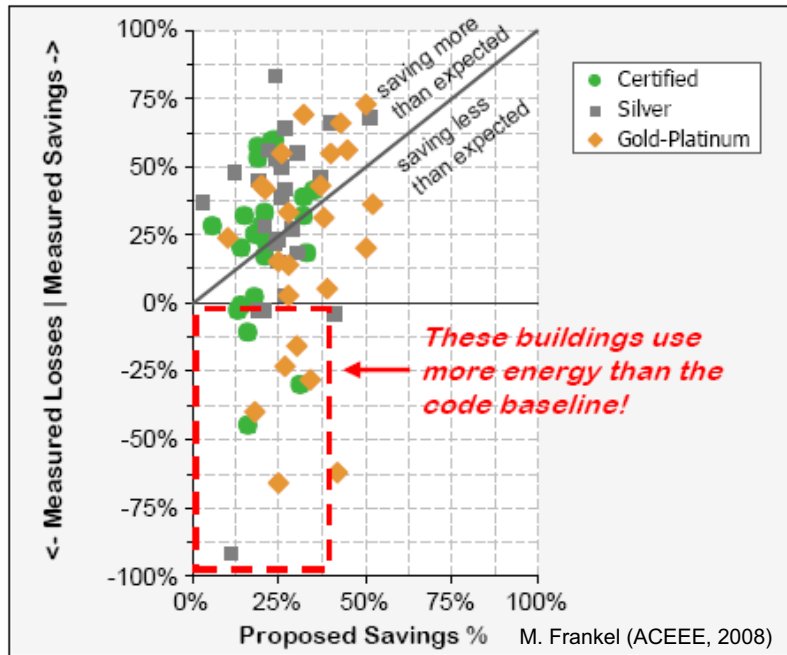 <- Measured Losses | Measured Savings ->
100%
75%
50%
25%
0%
-25%
-50%
-75%
-100%
saving more
than expected
saving less
than expected
Certified
Silver
Gold-Platinum
These buildings use
more energy than the
code baseline!
0%
25%
50%
75%
100%
Proposed Savings %
M. Frankel (ACEEE, 2008)